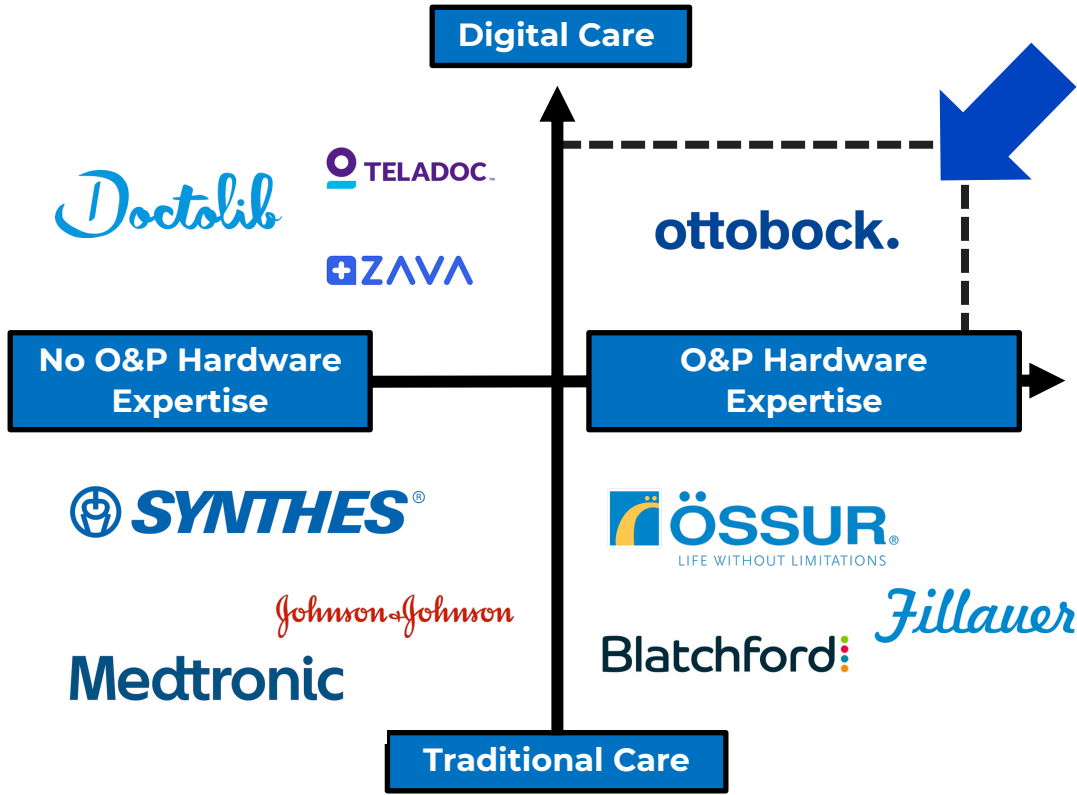 Digital Care
Doctolib
TELADOC™
ZAVA
ottobock.
No O&P Hardware
Expertise
O&P Hardware
Expertise
SYNTHES®
ÖSSUR®
LIFE WITHOUT LIMITATIONS
Johnson&Johnson
Fillauer
Blatchford
Medtronic
Traditional Care